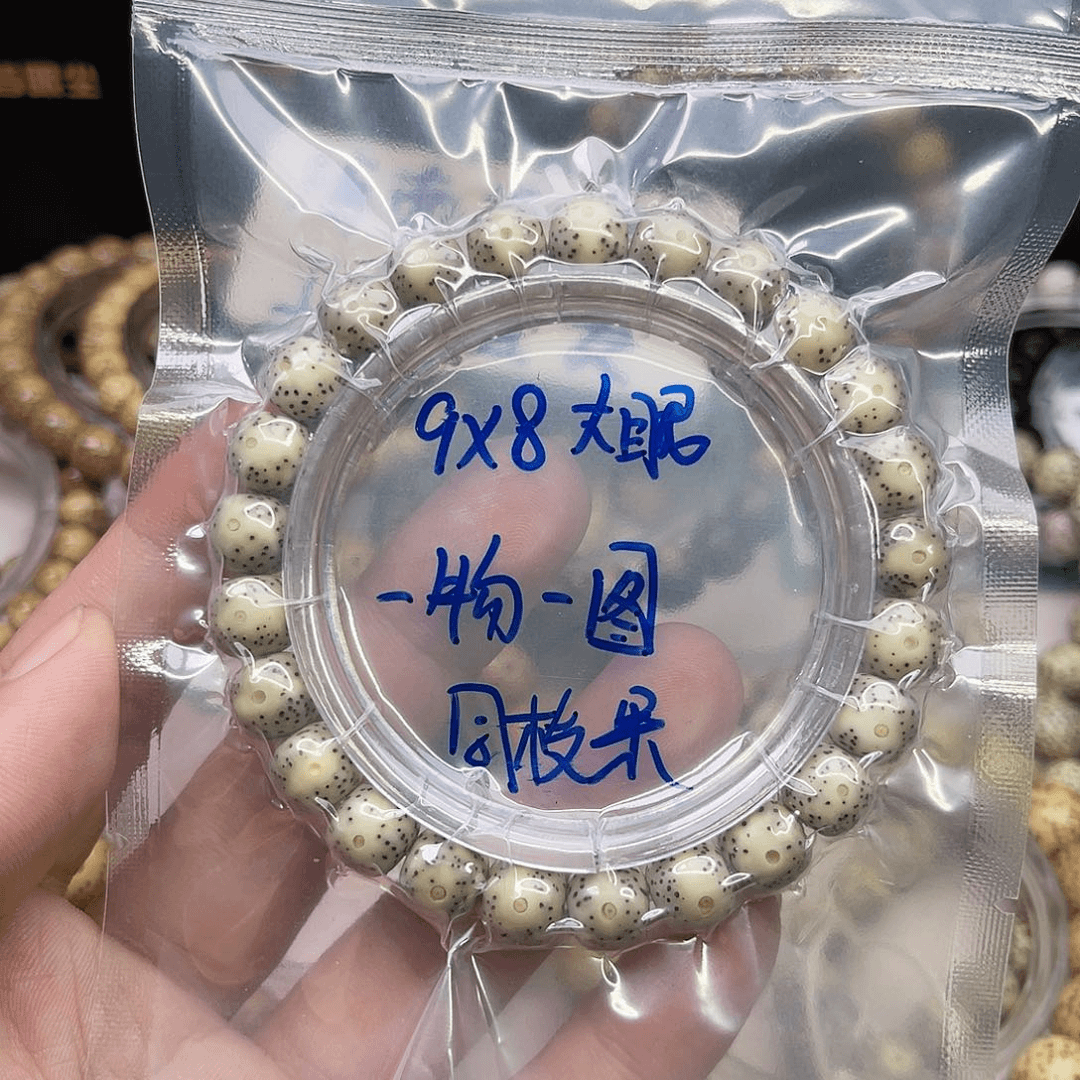 9x8 大眼
一物一图
同枝果